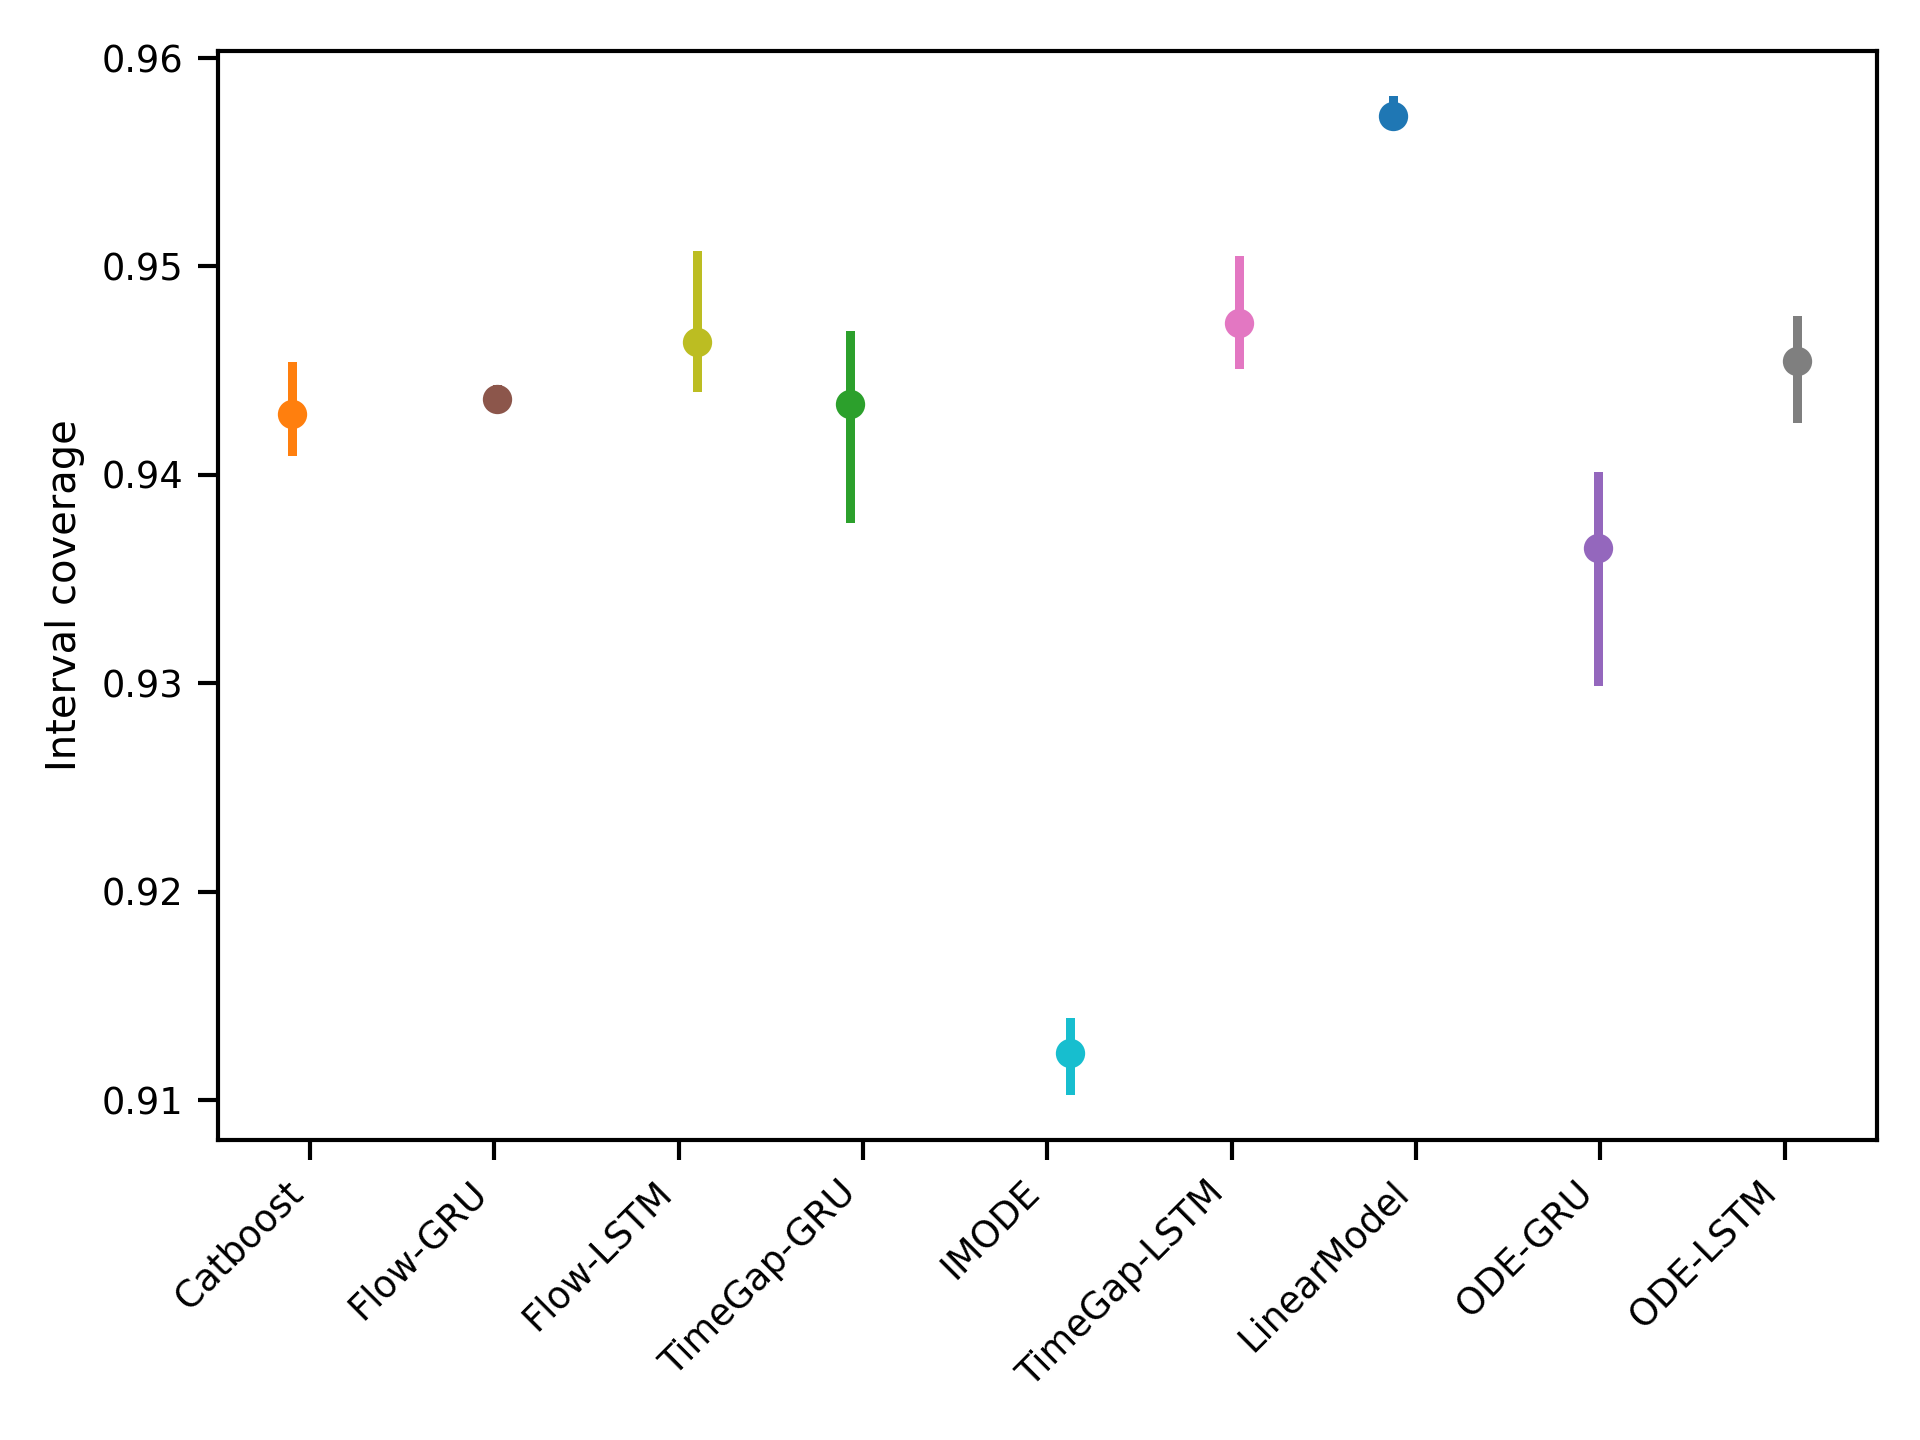 0.96
0.95
0.94
0.93
0.92
0.91
Interval coverage
Catboost
Flow-GRU
Flow-LSTM
TimeGap-GRU
IMODE
TimeGap-LSTM
LinearModel
ODE-GRU
ODE-LSTM